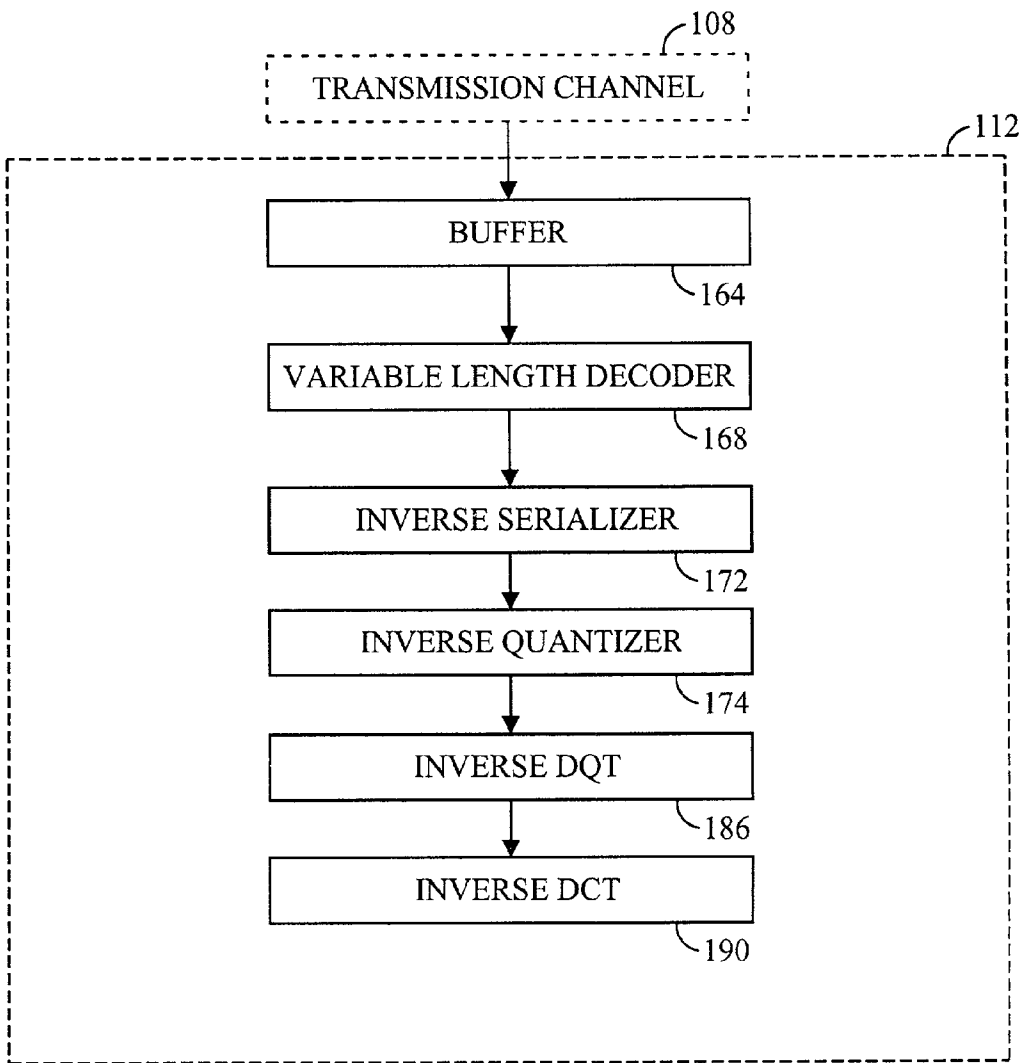 108
TRANSMISSION CHANNEL
112
BUFFER
164
VARIABLE LENGTH DECODER
168
INVERSE SERIALIZER
172
INVERSE QUANTIZER
174
INVERSE DQT
186
INVERSE DCT
190